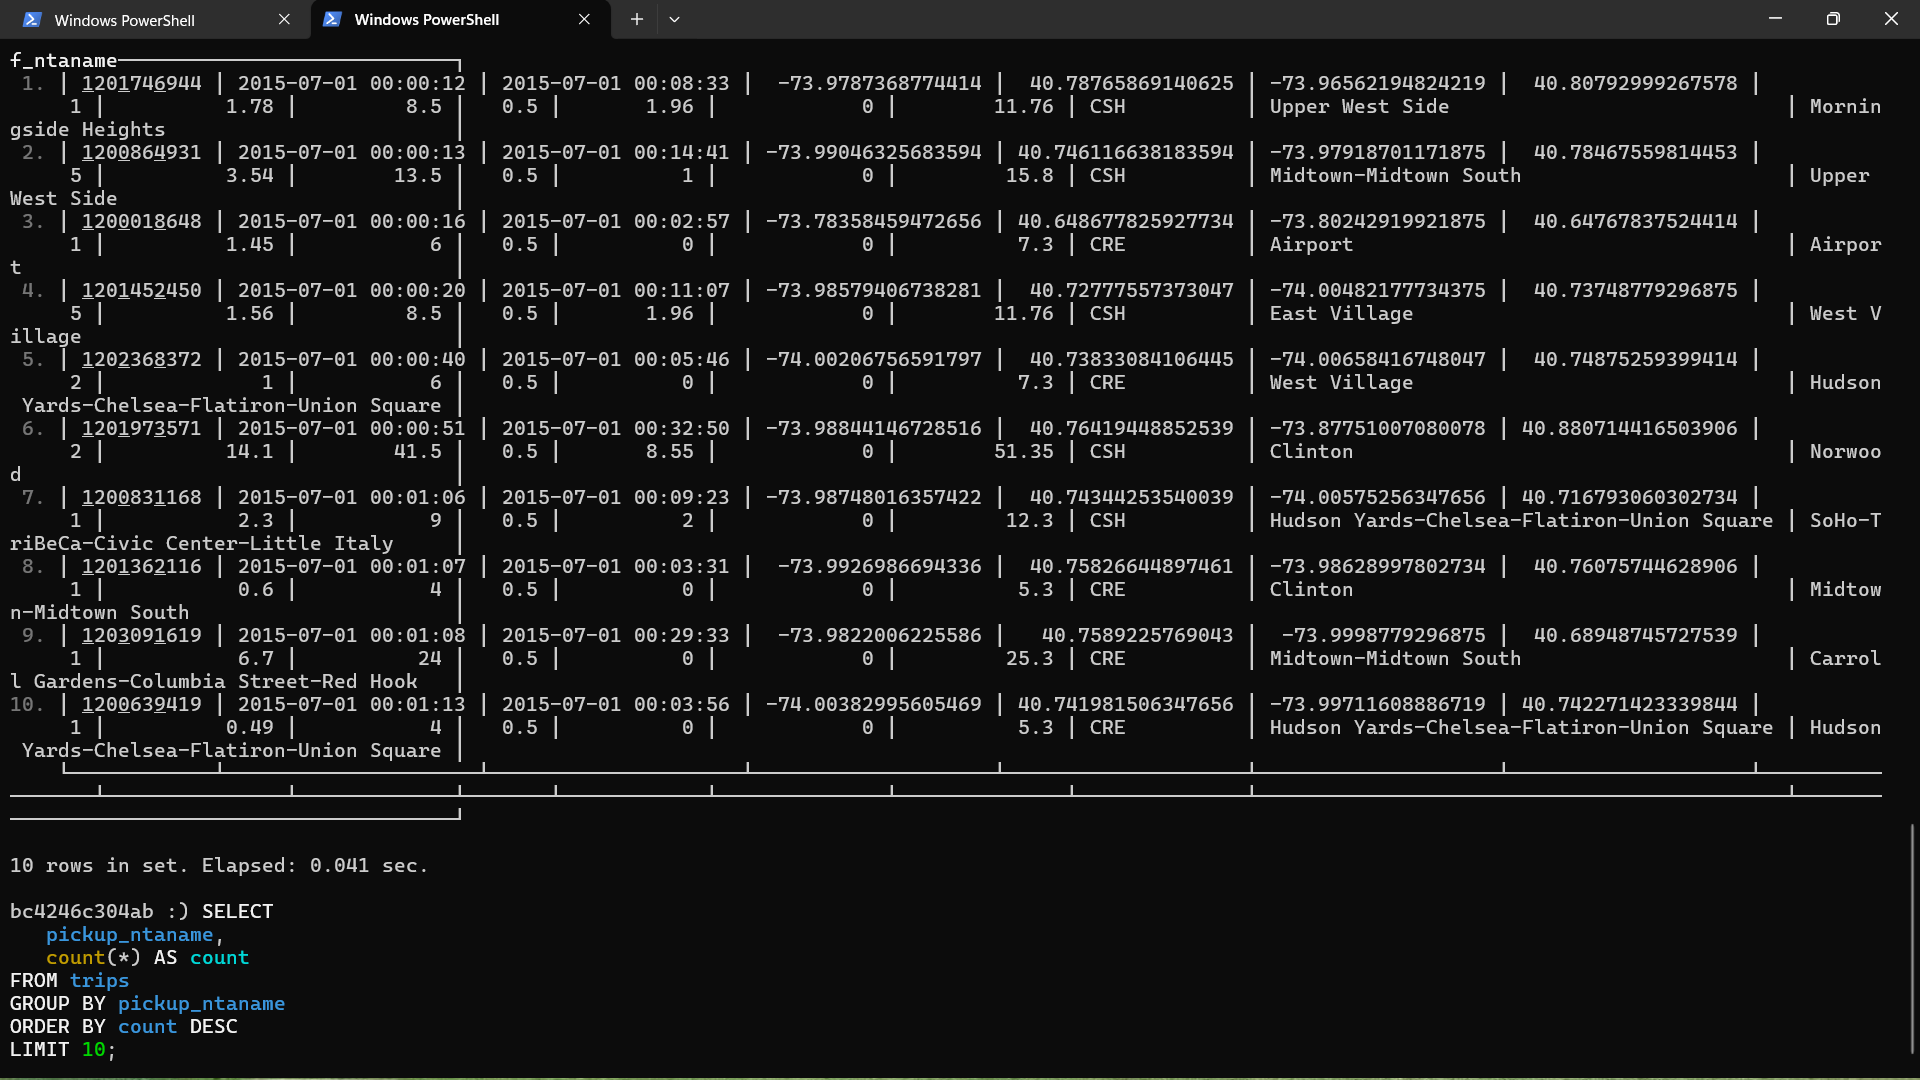 Windows PowerShell
Windows PowerShell
f_ntaname
1. | 1201746944 | 2015-07-01 00:00:12 | 2015-07-01 00:08:33 | -73.9787368774414 | 40.78765869140625 | -73.96562194824219 | 40.80792999267578 |
1 | 1.78 | 8.5 | 0.5 | 1.96 | 0 | 11.76 | CSH | Upper West Side | Mornin
gside Heights |
2. | 1200864931 | 2015-07-01 00:00:13 | 2015-07-01 00:14:41 | -73.99046325683594 | 40.746116638183594 | -73.97918701171875 | 40.78467559814453 |
5 | 3.54 | 13.5 | 0.5 | 1 | 0 | 15.8 | CSH | Midtown-Midtown South | Upper
West Side |
3. | 1200018648 | 2015-07-01 00:00:16 | 2015-07-01 00:02:57 | -73.78358459472656 | 40.648677825927734 | -73.80242919921875 | 40.64767837524414 |
1 | 1.45 | 6 | 0.5 | 0 | 0 | 7.3 | CRE | Airport | Airpor
t |
4. | 1201452450 | 2015-07-01 00:00:20 | 2015-07-01 00:11:07 | -73.98579406738281 | 40.72777557373047 | -74.00482177734375 | 40.73748779296875 |
5 | 1.56 | 8.5 | 0.5 | 1.96 | 0 | 11.76 | CSH | East Village | West V
illage |
5. | 1202368372 | 2015-07-01 00:00:40 | 2015-07-01 00:05:46 | -74.00206756591797 | 40.73833084106445 | -74.00658416748047 | 40.74875259399414 |
2 | 1 | 6 | 0.5 | 0 | 0 | 7.3 | CRE | West Village | Hudson
Yards-Chelsea-Flatiron-Union Square |
6. | 1201973571 | 2015-07-01 00:00:51 | 2015-07-01 00:32:50 | -73.98844146728516 | 40.76419448852539 | -73.87751007080078 | 40.880714416503906 |
2 | 14.1 | 41.5 | 0.5 | 8.55 | 0 | 51.35 | CSH | Clinton | Norwoo
d |
7. | 1200831168 | 2015-07-01 00:01:06 | 2015-07-01 00:09:23 | -73.98748016357422 | 40.74344253540039 | -74.00575256347656 | 40.716793060302734 |
1 | 2.3 | 9 | 0.5 | 2 | 0 | 12.3 | CSH | Hudson Yards-Chelsea-Flatiron-Union Square | SoHo-T
riBeCa-Civic Center-Little Italy |
8. | 1201362116 | 2015-07-01 00:01:07 | 2015-07-01 00:03:31 | -73.9926986694336 | 40.75826644897461 | -73.98628997802734 | 40.76075744628906 |
1 | 0.6 | 4 | 0.5 | 0 | 0 | 5.3 | CRE | Clinton | Midtow
n-Midtown South |
9. | 1203091619 | 2015-07-01 00:01:08 | 2015-07-01 00:29:33 | -73.9822006225586 | 40.7589225769043 | -73.9998779296875 | 40.68948745727539 |
1 | 6.7 | 24 | 0.5 | 0 | 0 | 25.3 | CRE | Midtown-Midtown South | Carrol
l Gardens-Columbia Street-Red Hook |
10. | 1200639419 | 2015-07-01 00:01:13 | 2015-07-01 00:03:56 | -74.00382995605469 | 40.741981506347656 | -73.99711608886719 | 40.742271423339844 |
1 | 0.49 | 4 | 0.5 | 0 | 0 | 5.3 | CRE | Hudson Yards-Chelsea-Flatiron-Union Square | Hudson
Yards-Chelsea-Flatiron-Union Square |
10 rows in set. Elapsed: 0.041 sec.
bc4246c304ab :) SELECT
pickup_ntaname,
count(*) AS count
FROM trips
GROUP BY pickup_ntaname
ORDER BY count DESC
LIMIT 10;